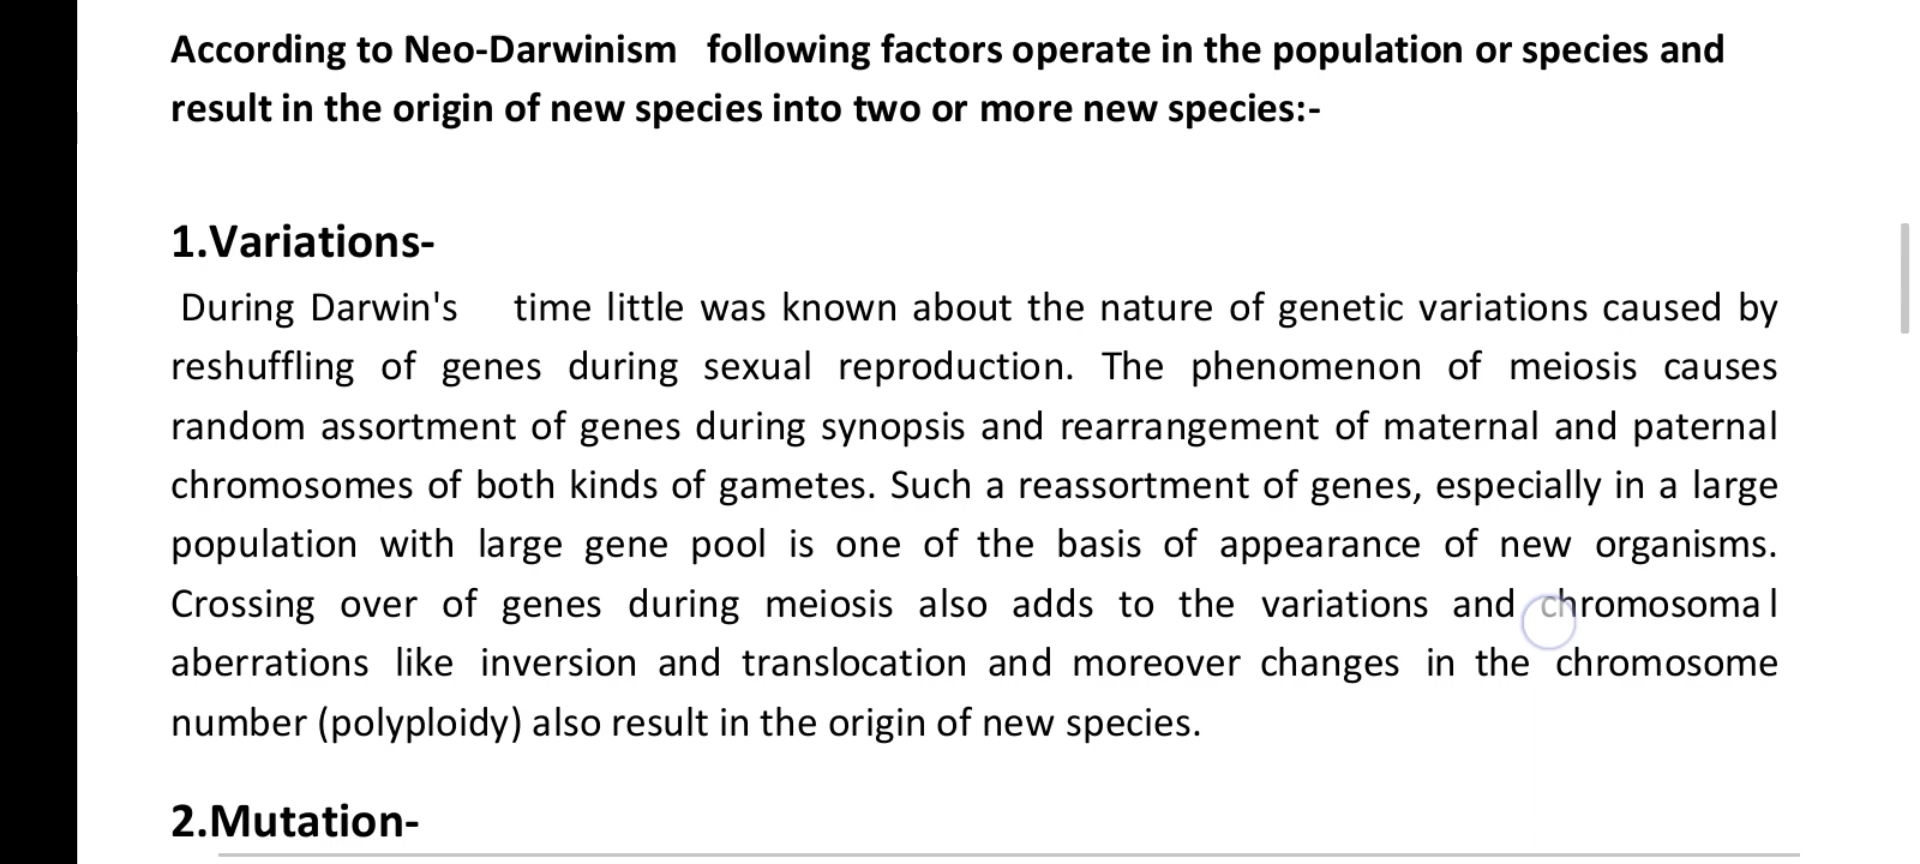 According to Neo-Darwinism following factors operate in the population or species and
result in the origin of new species into two or more new species:-
1.Variations-
During Darwin's time little was known about the nature of genetic variations caused by
reshuffling of genes during sexual reproduction. The phenomenon of meiosis causes
random assortment of genes during synopsis and rearrangement of maternal and paternal
chromosomes of both kinds of gametes. Such a reassortment of genes, especially in a large
population with large gene pool is one of the basis of appearance of new organisms.
Crossing over of genes during meiosis also adds to the variations and chromosomal
aberrations like inversion and translocation and moreover changes in the chromosome
number (polyploidy) also result in the origin of new species.
2.Mutation-